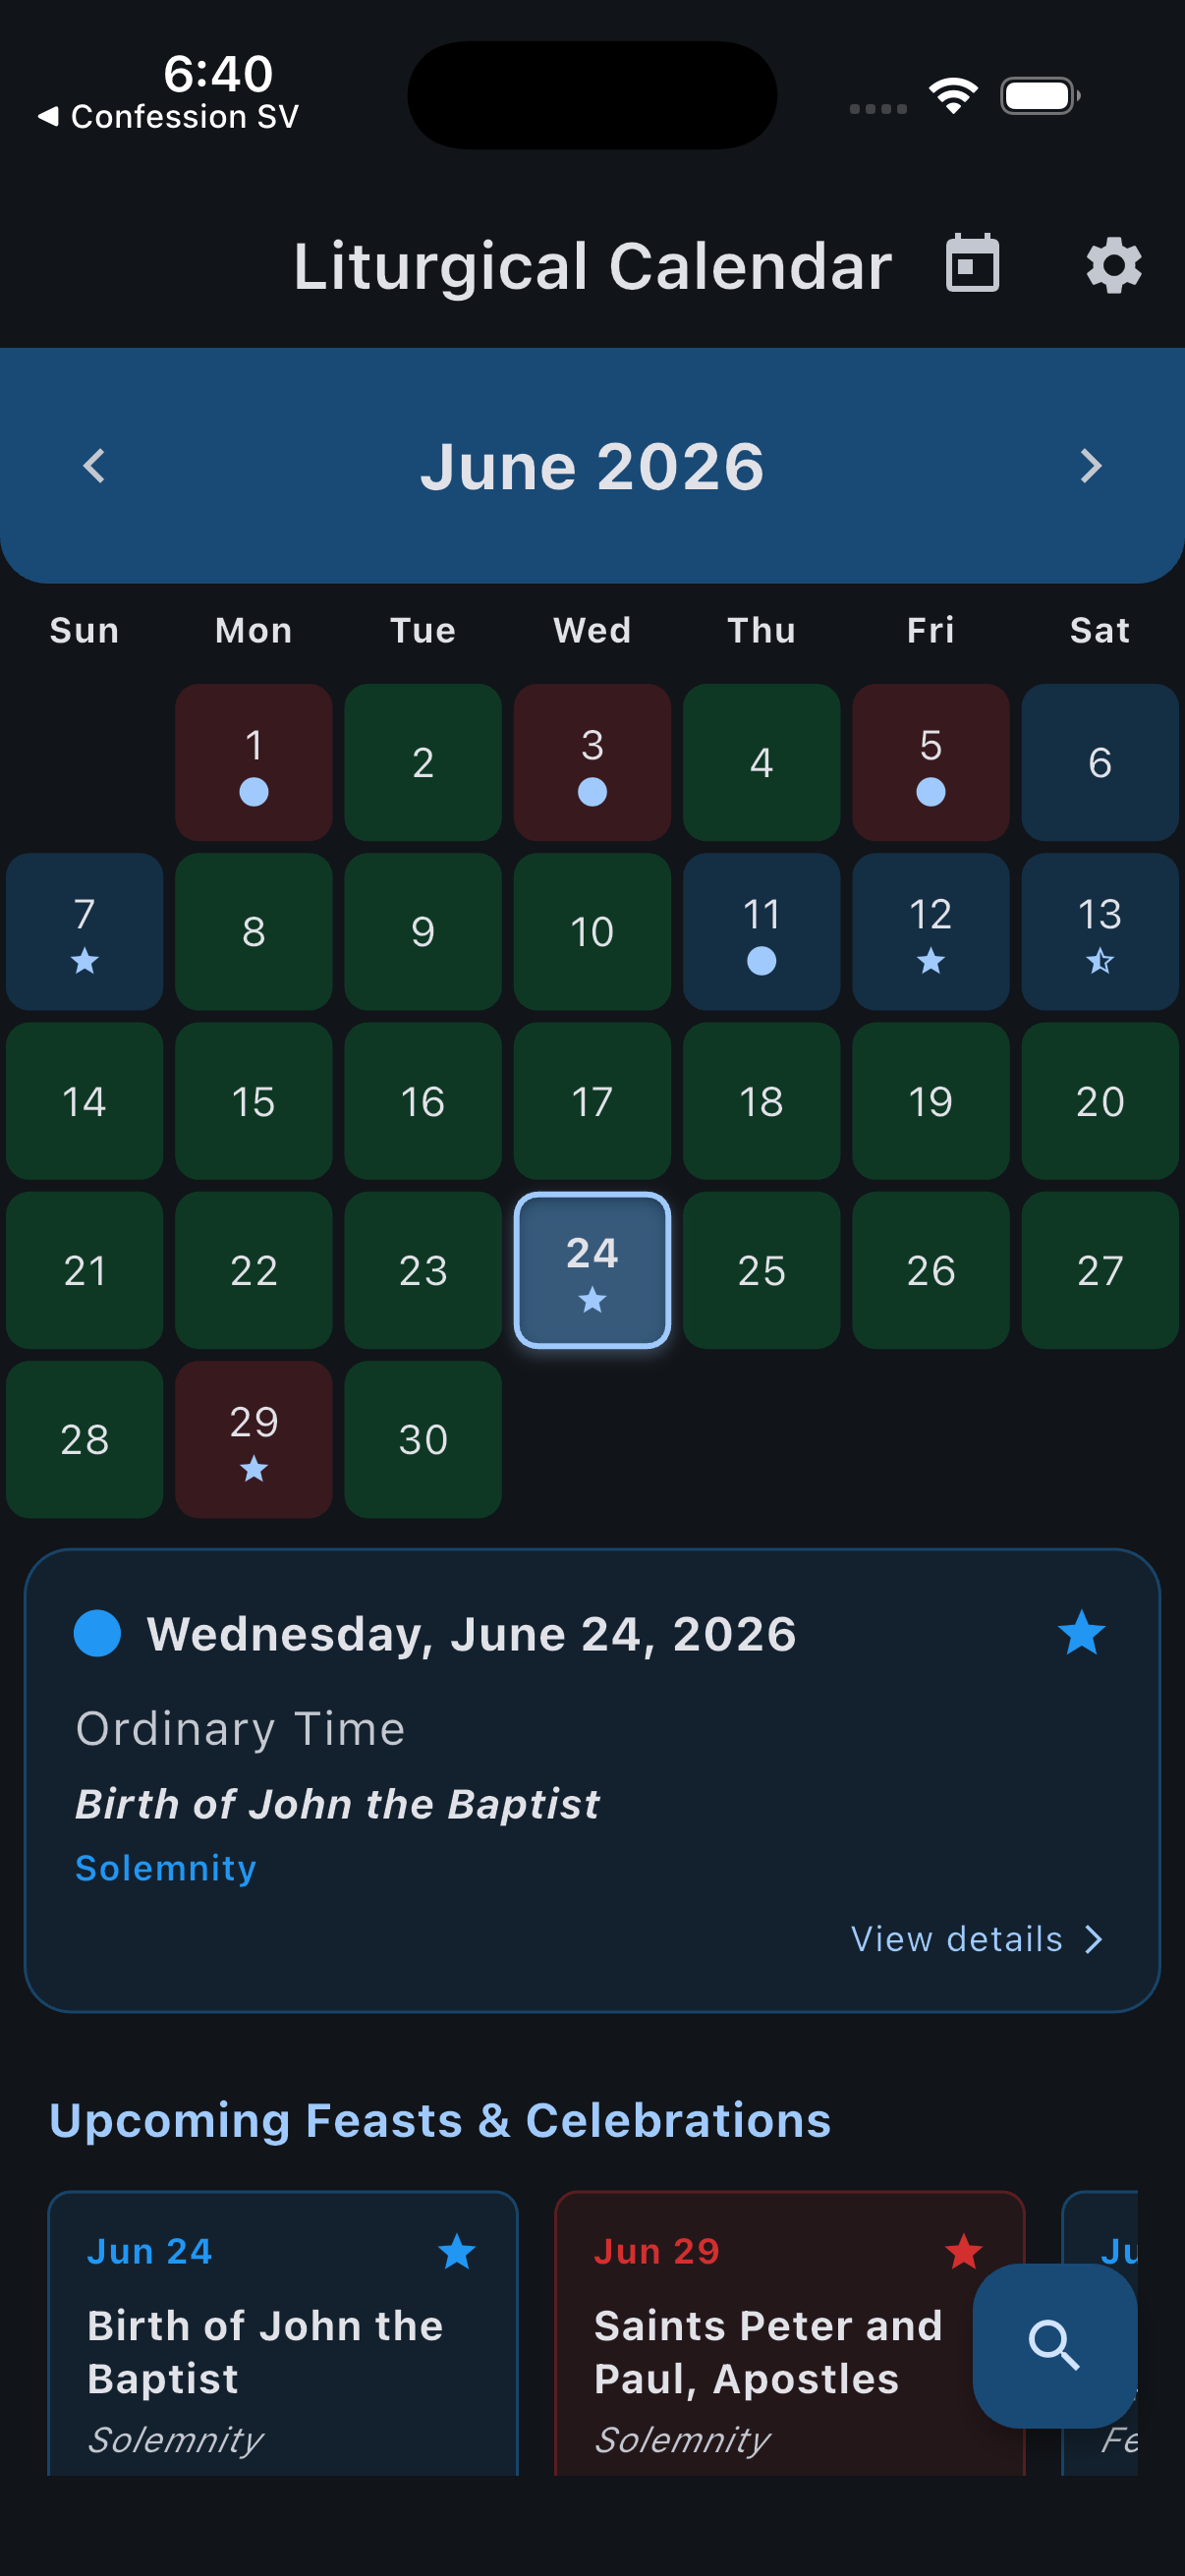 6:40
◀ Confession SV
Liturgical Calendar
June 2026
Sun Mon Tue Wed Thu Fri Sat
1 2 3 4 5 6
7 8 9 10 11 12 13
14 15 16 17 18 19 20
21 22 23 24 25 26 27
28 29 30
Wednesday, June 24, 2026
Ordinary Time
Birth of John the Baptist
Solemnity
View details
Upcoming Feasts & Celebrations
Jun 24
Birth of John the
Baptist
Solemnity
Jun 29
Saints Peter and
Paul, Apostles
Solemnity